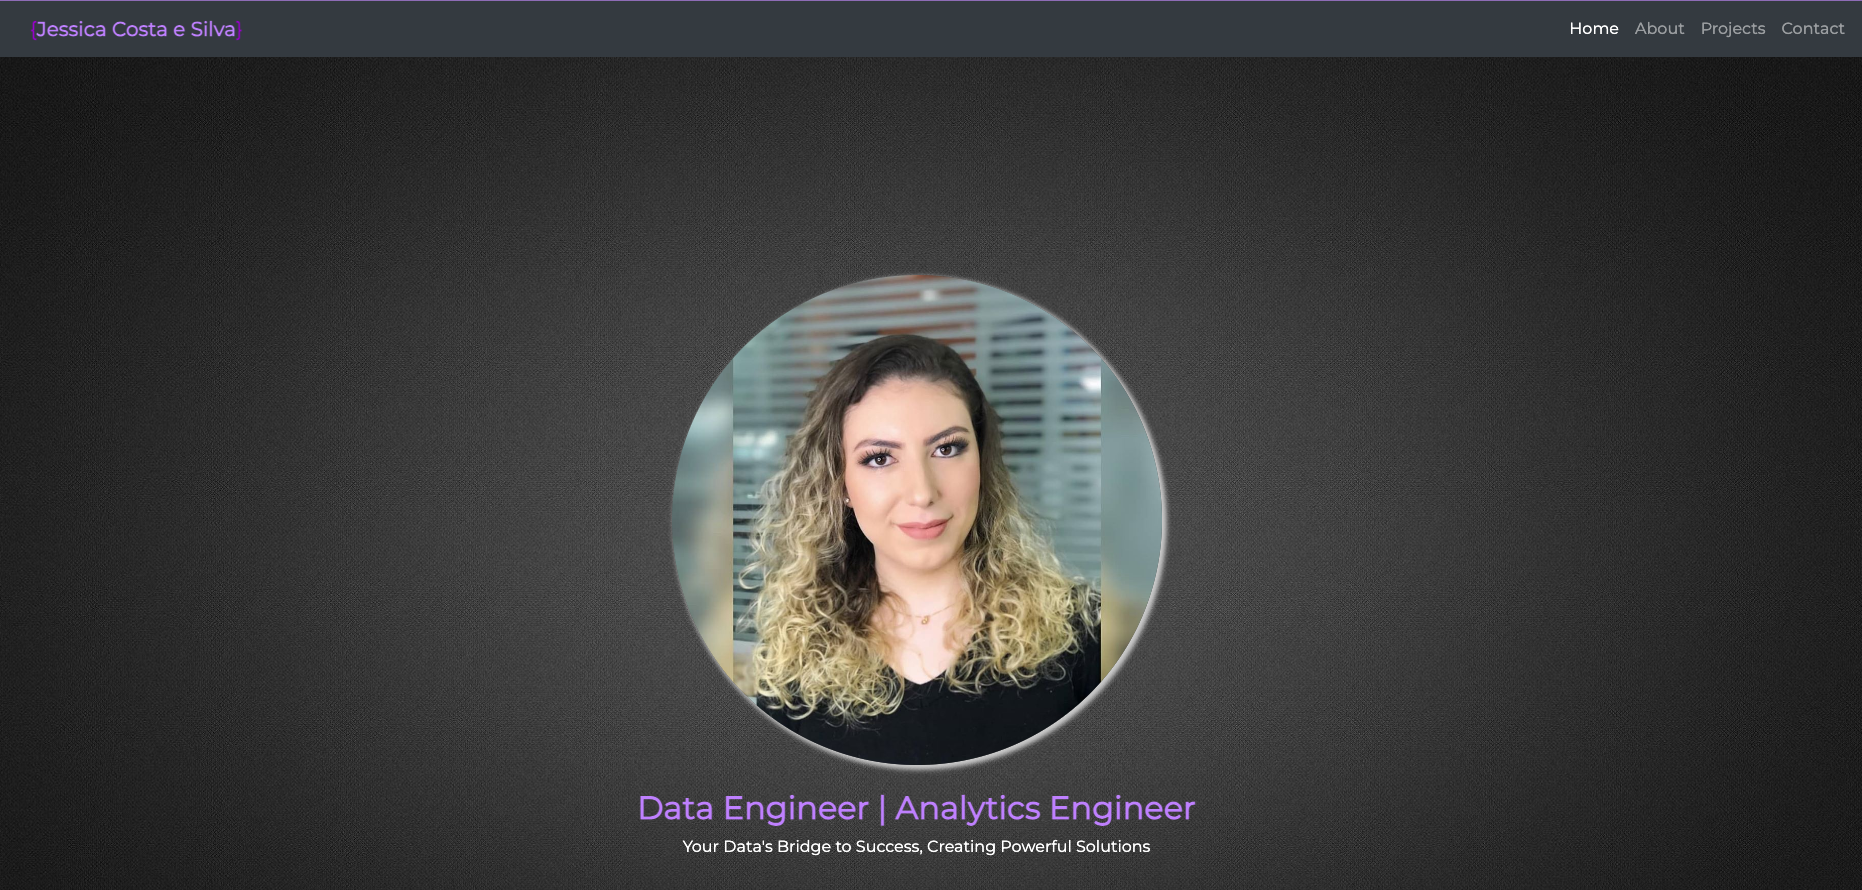 {Jessica Costa e Silva}
Home About Projects Contact
Data Engineer | Analytics Engineer
Your Data's Bridge to Success, Creating Powerful Solutions